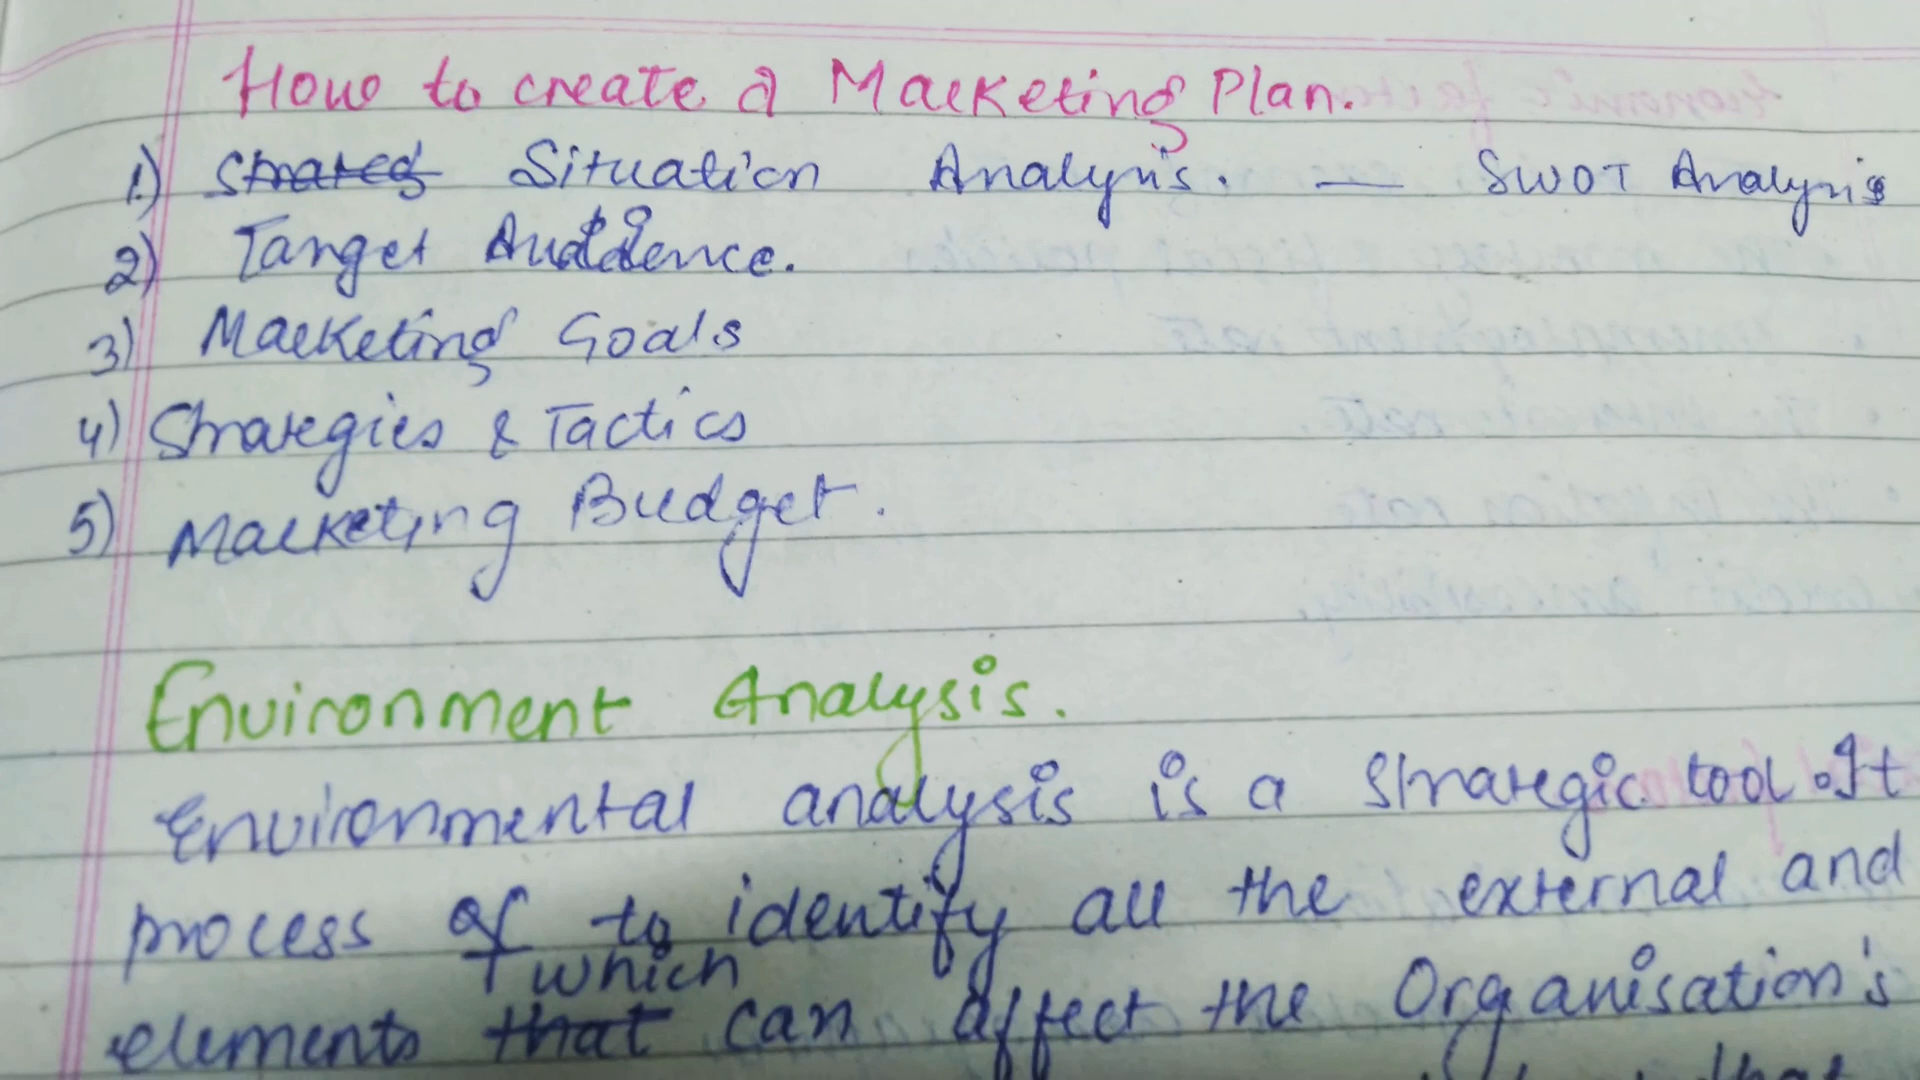 How to create a Marketing Plan.
1) Strateg Situation Analysis. — SWOT Analysis
2) Target Audience.
3) Marketing Goals
4) Strategies & Tactics
5) Marketing Budget.
Environment Analysis.
Environmental analysis is a strategic tool. It
process of to identify all the external and
which
elements that can affect the Organisation's
that